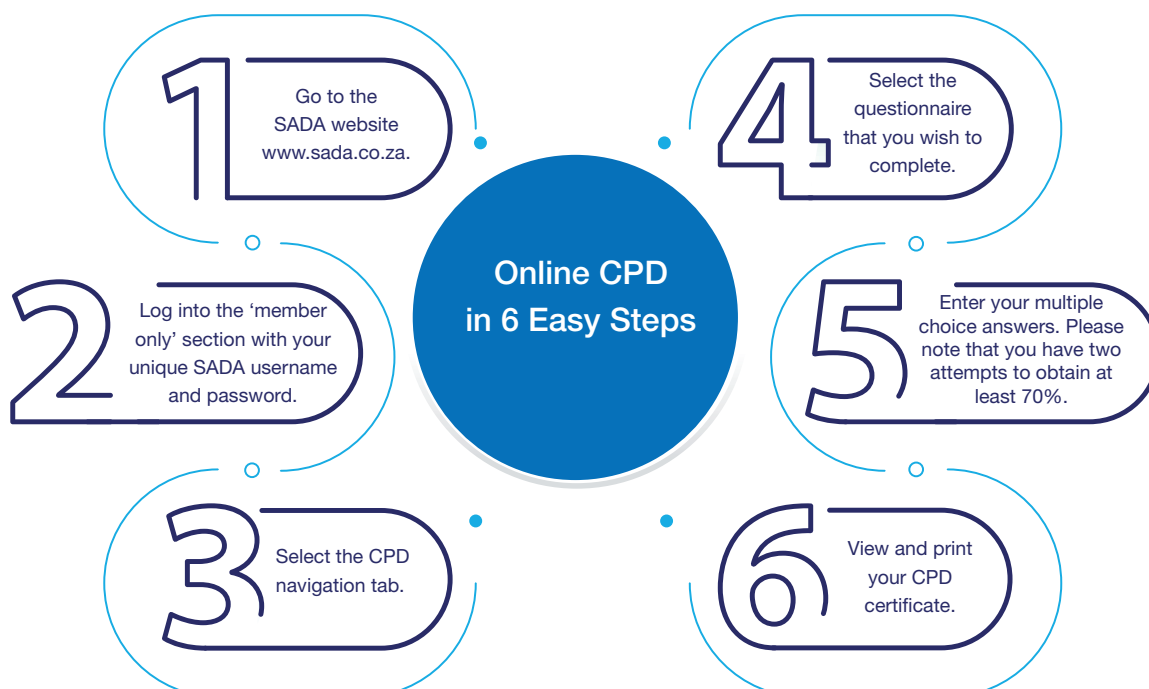 Online CPD
in 6 Easy Steps
1
Go to the
SADA website
www.sada.co.za.
2
Log into the ‘member
only’ section with your
unique SADA username
and password.
3
Select the CPD
navigation tab.
4
Select the
questionnaire
that you wish to
complete.
5
Enter your multiple
choice answers. Please
note that you have two
attempts to obtain at
least 70%.
6
View and print
your CPD
certificate.